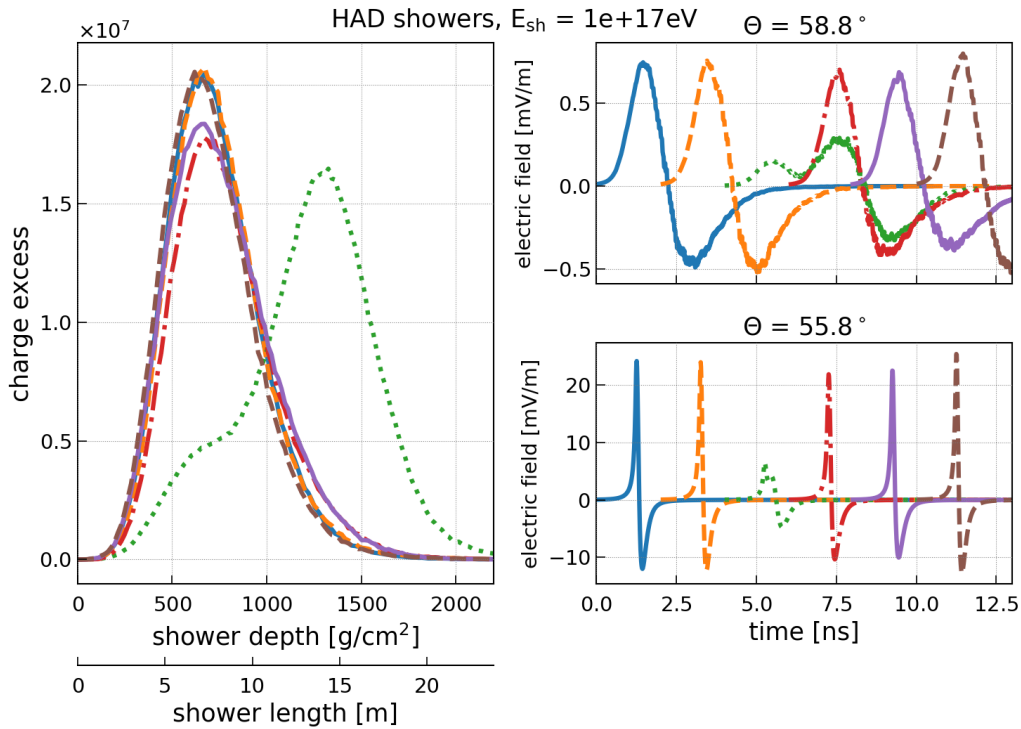 HAD showers, E_sh = 1e+17eV
×10⁷
2.0
1.5
1.0
0.5
0.0
charge excess
0 500 1000 1500 2000
shower depth [g/cm²]
0 5 10 15 20
shower length [m]
Θ = 58.8°
0.5
0.0
−0.5
electric field [mV/m]
Θ = 55.8°
20
10
0
−10
electric field [mV/m]
0.0 2.5 5.0 7.5 10.0 12.5
time [ns]